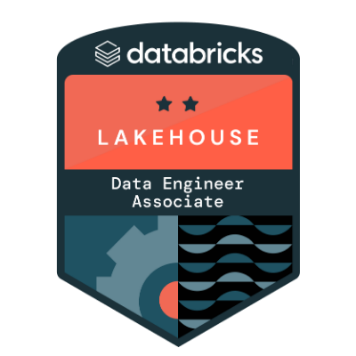 databricks
LAKEHOUSE
Data Engineer
Associate